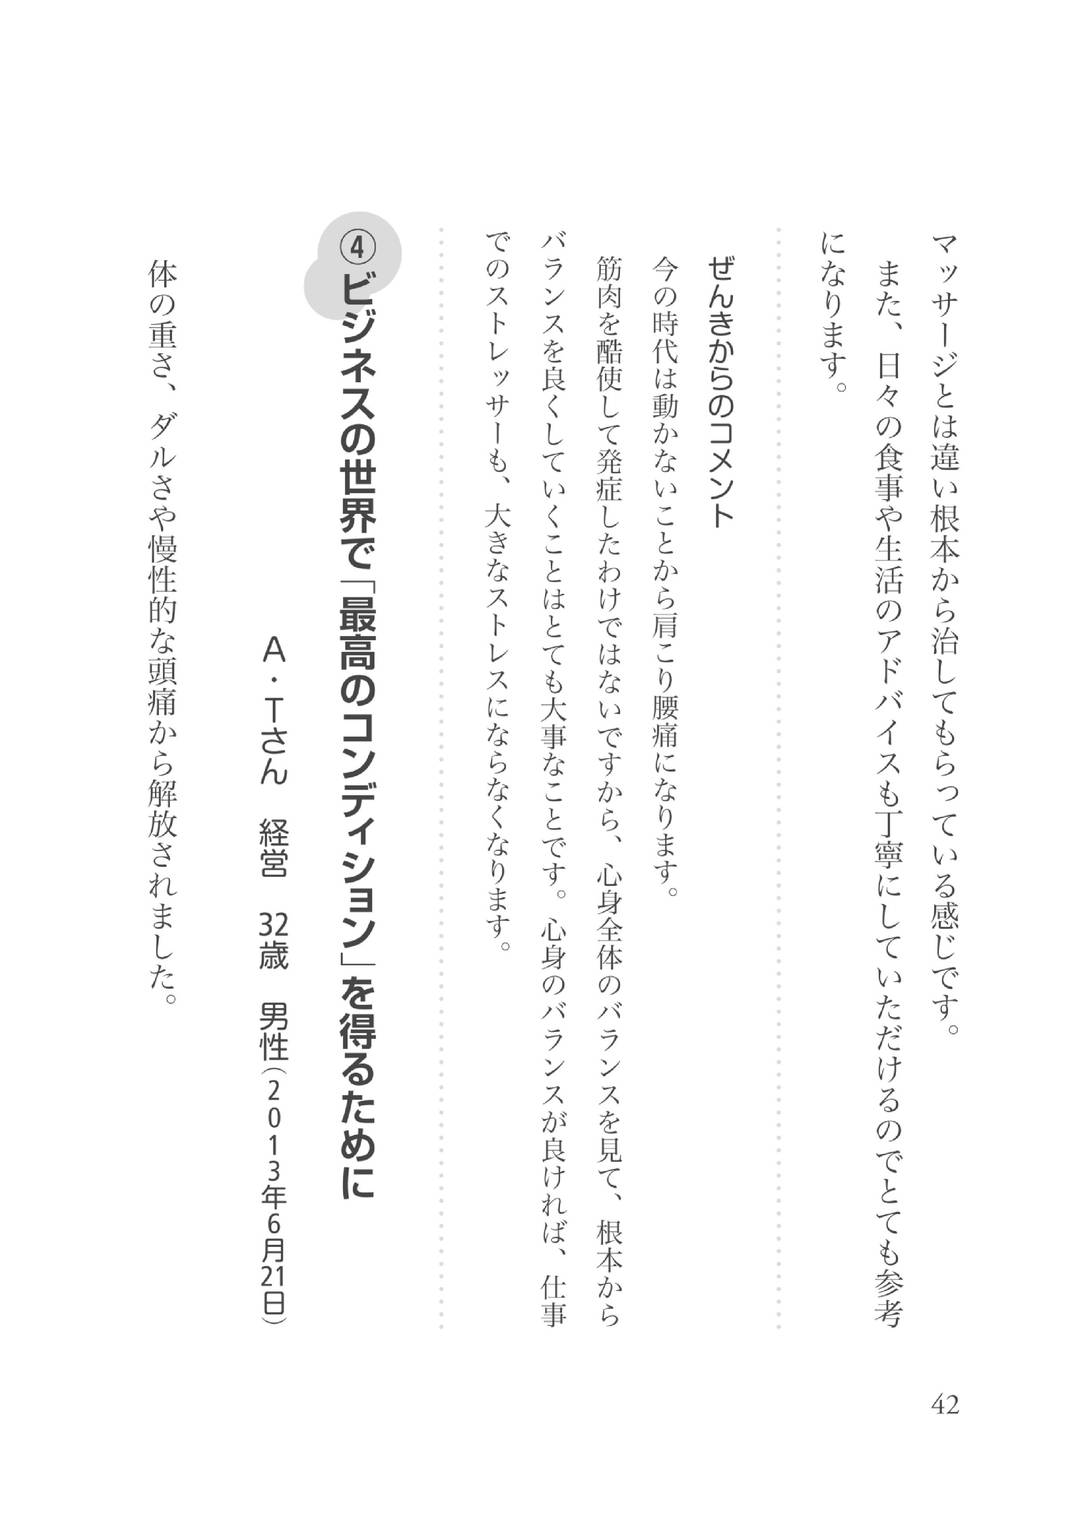 マッサージとは違い根本から治してもらっている感じです。
また、日々の食事や生活のアドバイスも丁寧にしていただけるのでとても参考
になります。
ぜんきからのコメント
今の時代は動かないことから肩こり腰痛になります。
筋肉を酷使して発症したわけではないですから、心身全体のバランスを見て、根本から
バランスを良くしていくことはとても大事なことです。心身のバランスが良ければ、仕事
でのストレッサーも、大きなストレスにならなくなります。
④ビジネスの世界で「最高のコンディション」を得るために
A・Tさん　経営　32歳　男性（2013年6月21日）
体の重さ、ダルさや慢性的な頭痛から解放されました。
42